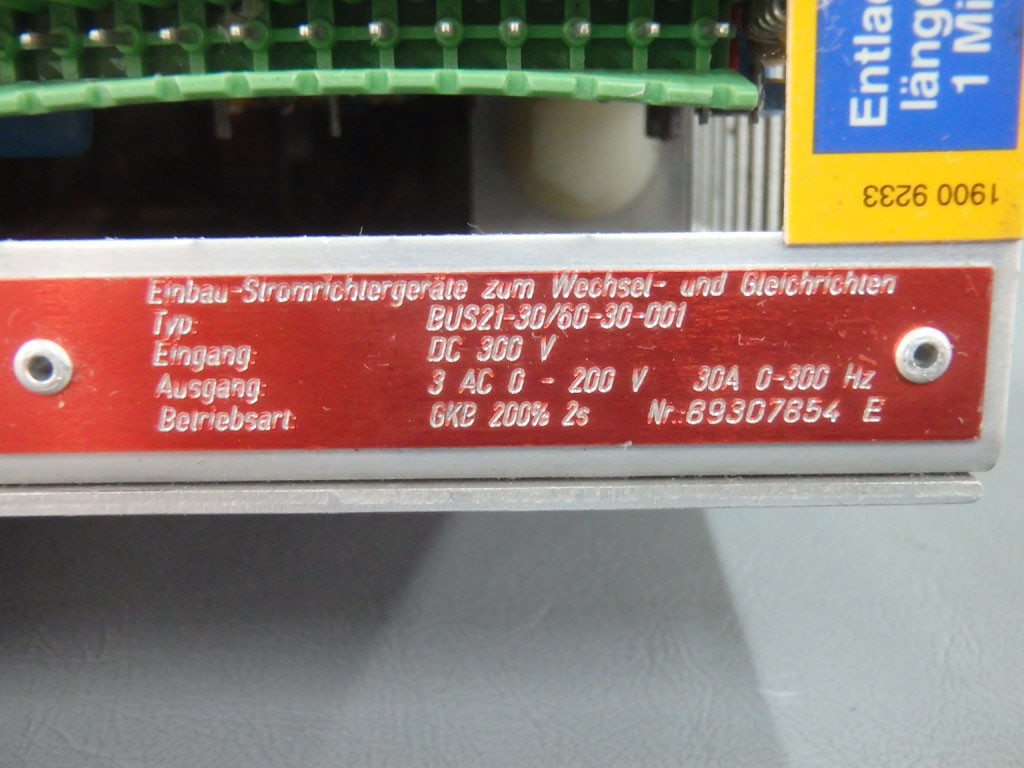 Entla
länge
1 Mi
1900 9233
Einbau-Stromrichtergeräte zum Wechsel- und Gleichrichten
Typ: BUS21-30/60-30-001
Eingang: DC 300 V
Ausgang: 3 AC 0 - 200 V 30A 0-300 Hz
Betriebsart: GKB 200% 2s Nr.:89307854 E